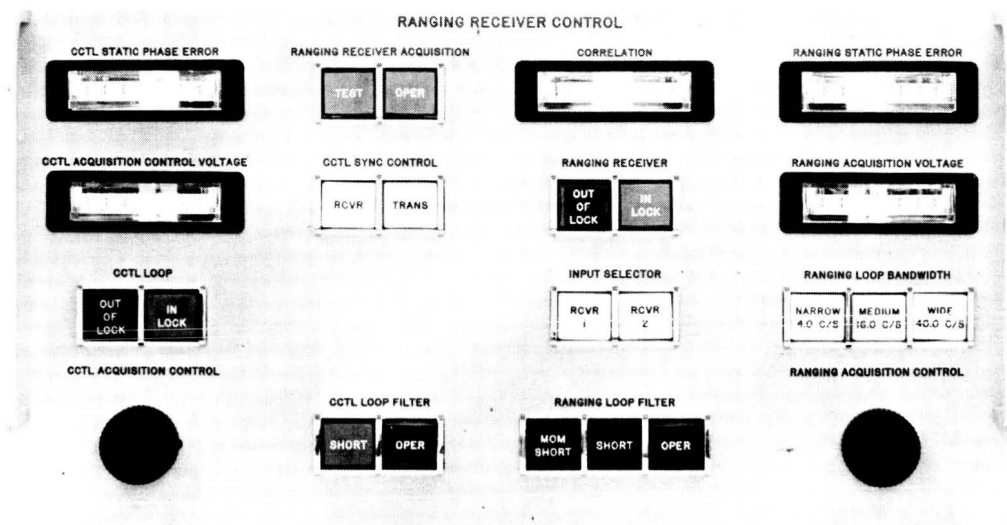 RANGING RECEIVER CONTROL
CCTL STATIC PHASE ERROR
RANGING RECEIVER ACQUISITION
CORRELATION
RANGING STATIC PHASE ERROR
TEST
OPER
CCTL ACQUISITION CONTROL VOLTAGE
CCTL SYNC CONTROL
RANGING RECEIVER
RANGING ACQUISITION VOLTAGE
RCVR
TRANS
OUT
OF
LOCK
IN
LOCK
CCTL LOOP
INPUT SELECTOR
RANGING LOOP BANDWIDTH
OUT
OF
LOCK
IN
LOCK
RCVR
1
RCVR
2
NARROW
4.0 C/S
MEDIUM
16.0 C/S
WIDE
40.0 C/S
CCTL ACQUISITION CONTROL
RANGING ACQUISITION CONTROL
CCTL LOOP FILTER
RANGING LOOP FILTER
SHORT
OPER
MOM
SHORT
SHORT
OPER